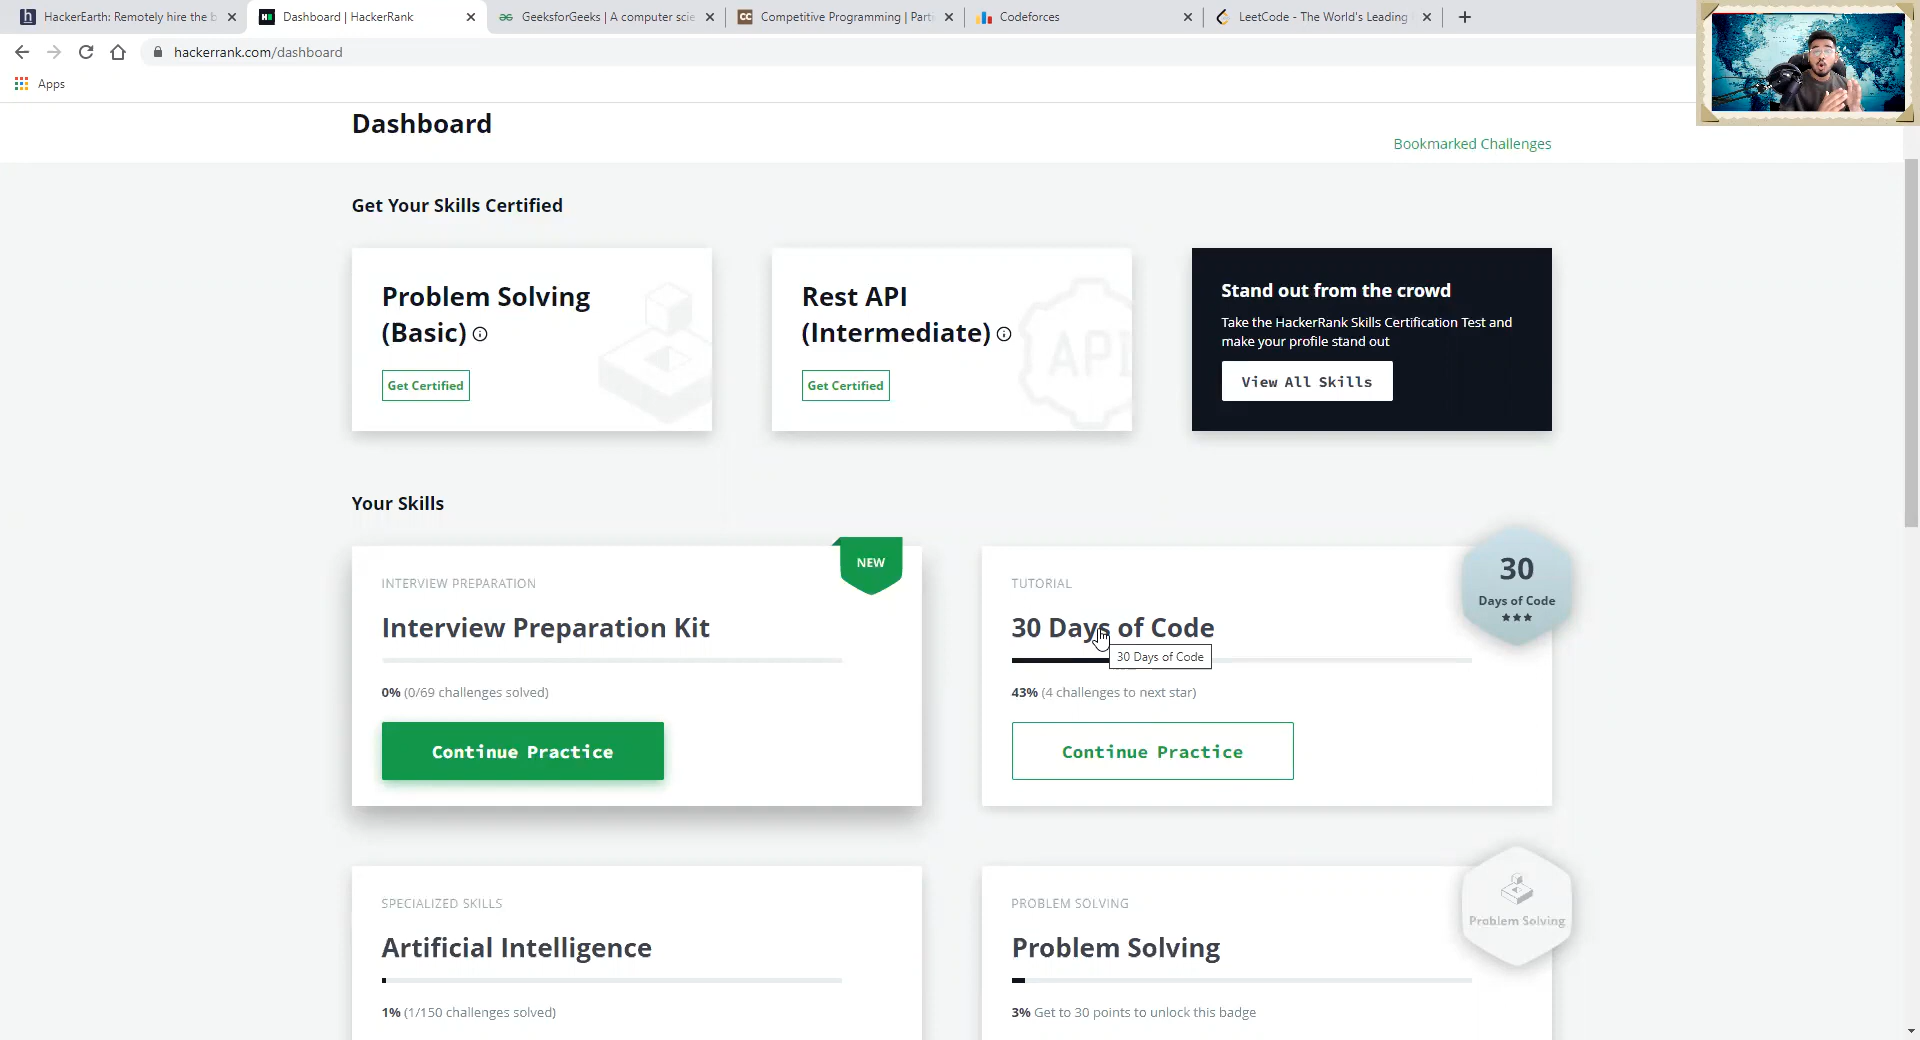 HackerEarth: Remotely hire the b
Dashboard | HackerRank
GeeksforGeeks | A computer scie
Competitive Programming | Part
Codeforces
LeetCode - The World's Leading
hackerrank.com/dashboard
Apps
Dashboard
Bookmarked Challenges
Get Your Skills Certified
Problem Solving
(Basic)
Get Certified
Rest API
(Intermediate)
Get Certified
API
Stand out from the crowd
Take the HackerRank Skills Certification Test and
make your profile stand out
View All Skills
Your Skills
NEW
INTERVIEW PREPARATION
Interview Preparation Kit
0% (0/69 challenges solved)
Continue Practice
30
Days of Code
TUTORIAL
30 Days of Code
30 Days of Code
43% (4 challenges to next star)
Continue Practice
SPECIALIZED SKILLS
Artificial Intelligence
1% (1/150 challenges solved)
PROBLEM SOLVING
Problem Solving
Problem Solving
3% Get to 30 points to unlock this badge